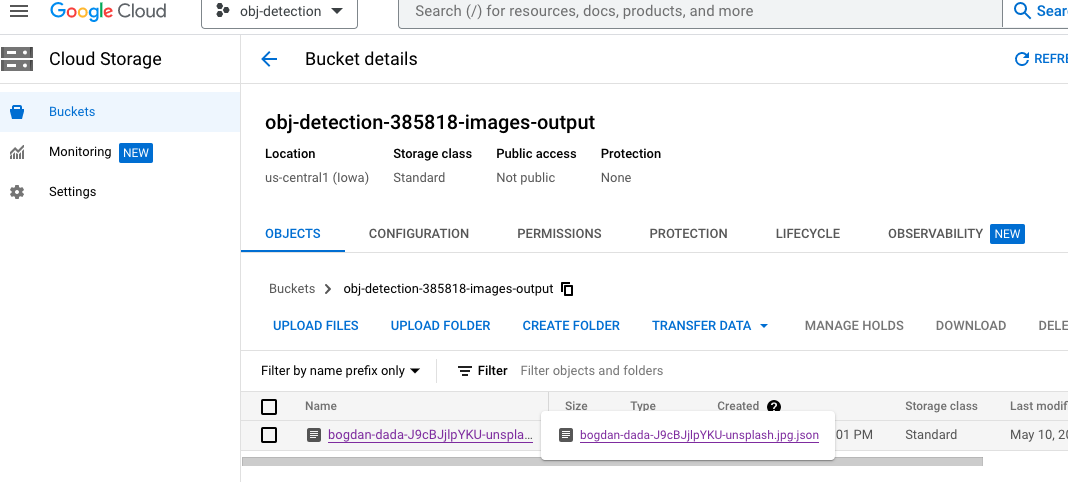 Google Cloud
obj-detection
Search (/) for resources, docs, products, and more
Sear
Cloud Storage
Bucket details
REFRE
Buckets
Monitoring NEW
Settings
obj-detection-385818-images-output
Location Storage class Public access Protection
us-central1 (Iowa) Standard Not public None
OBJECTS CONFIGURATION PERMISSIONS PROTECTION LIFECYCLE OBSERVABILITY NEW
Buckets > obj-detection-385818-images-output
UPLOAD FILES UPLOAD FOLDER CREATE FOLDER TRANSFER DATA MANAGE HOLDS DOWNLOAD DELE
Filter by name prefix only Filter Filter objects and folders
Name Size Type Created ? Storage class Last modif
bogdan-dada-J9cBJjlpYKU-unspla... bogdan-dada-J9cBJjlpYKU-unsplash.jpg.json 01 PM Standard May 10, 20